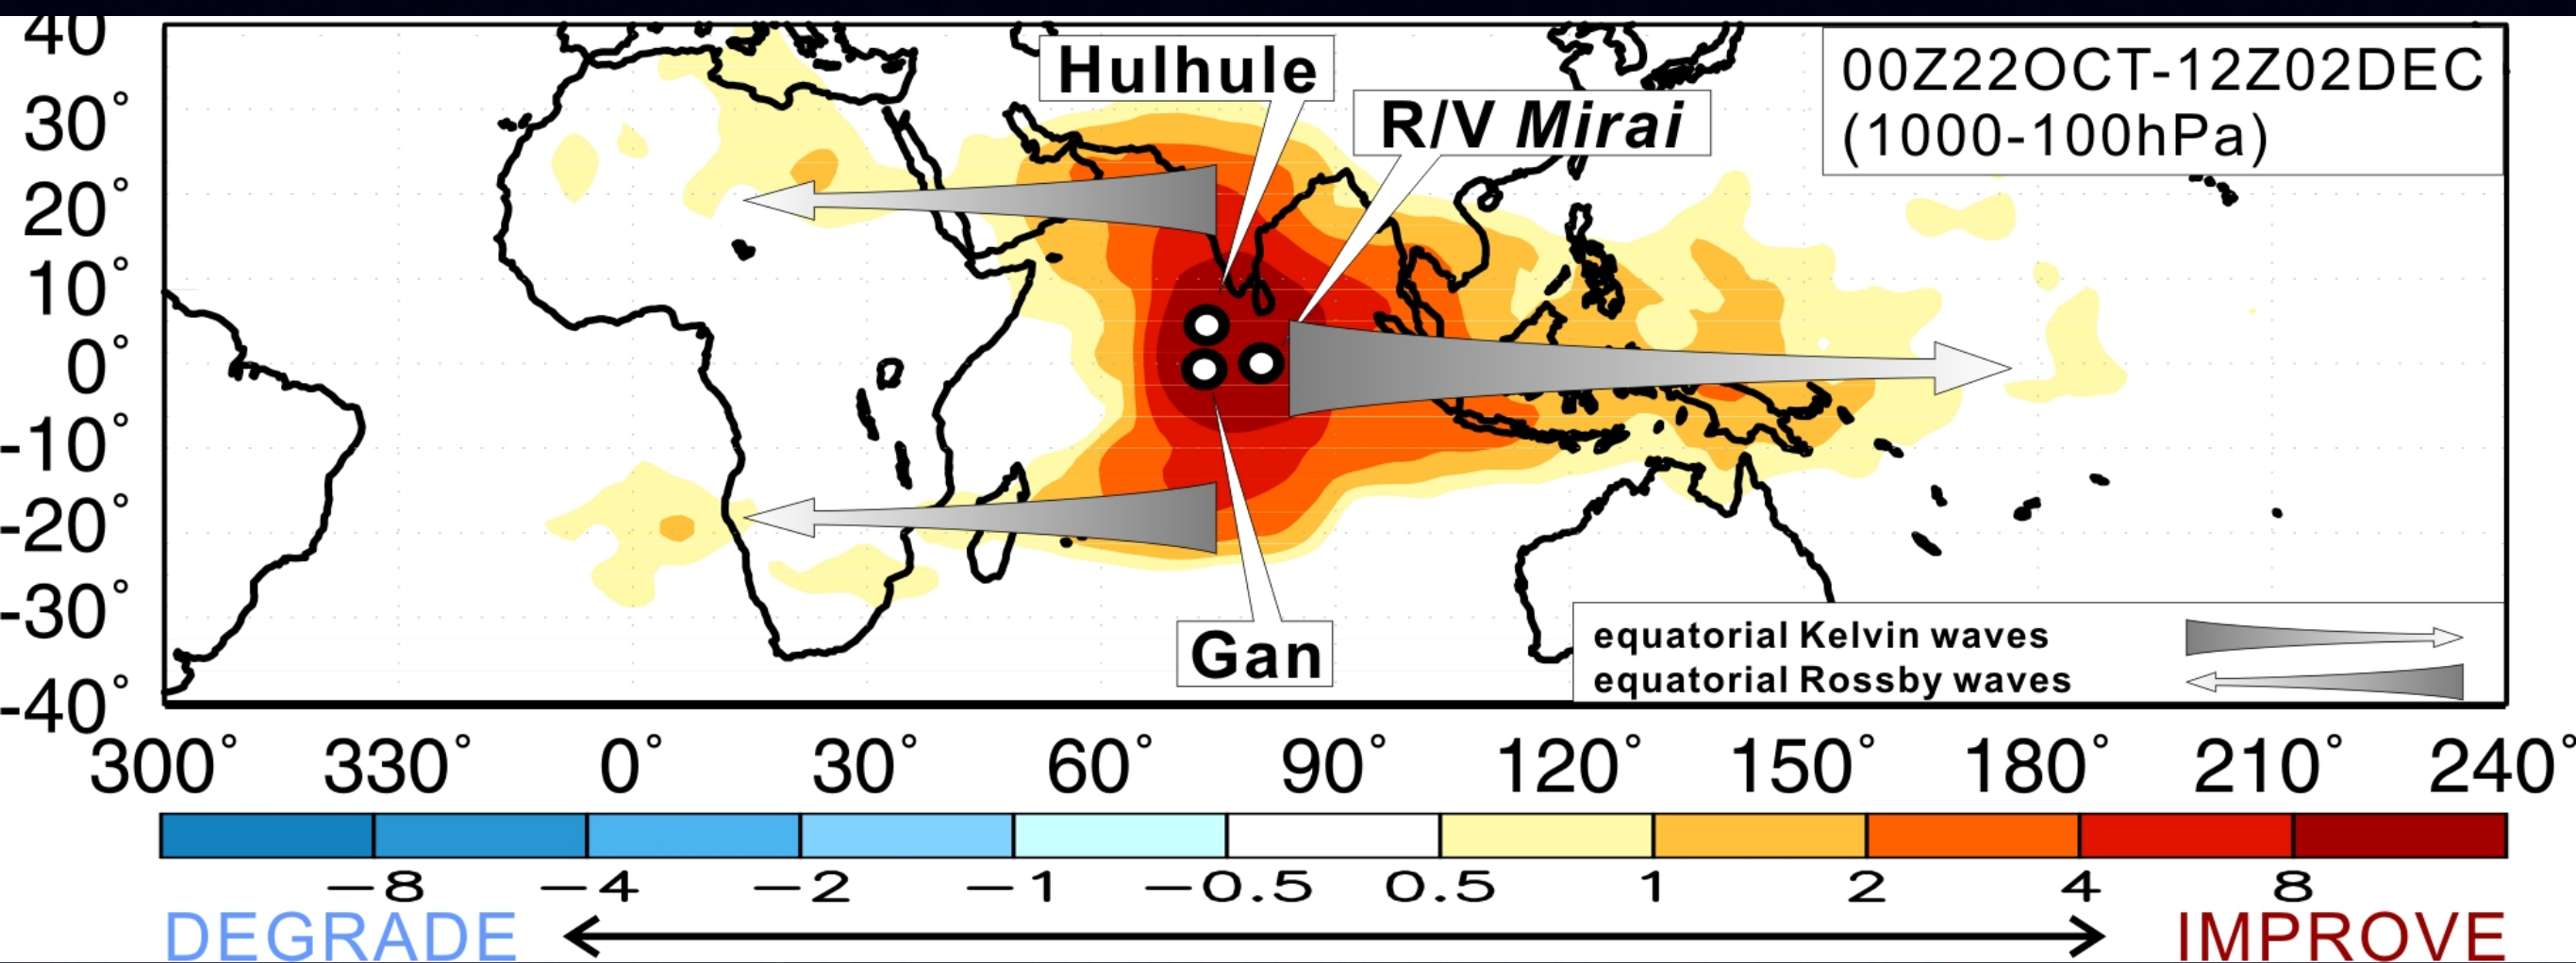 40
30°
20°
10°
0°
-10°
-20°
-30°
-40°
Hulhule
R/V Mirai
00Z22OCT-12Z02DEC
(1000-100hPa)
Gan
equatorial Kelvin waves
equatorial Rossby waves
300° 330° 0° 30° 60° 90° 120° 150° 180° 210° 240°
−8 −4 −2 −1 −0.5 0.5 1 2 4 8
DEGRADE IMPROVE